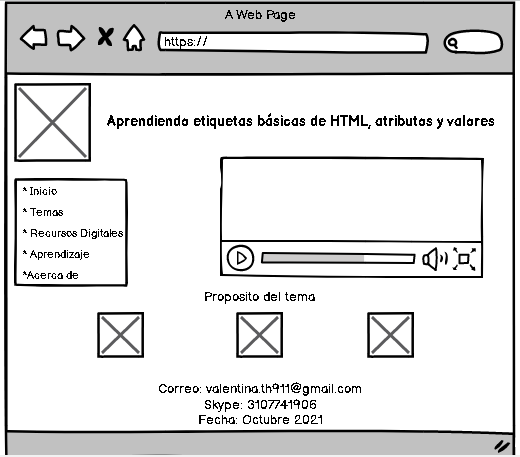 A Web Page
https://
Aprendiendo etiquetas básicas de HTML, atributos y valores
* Inicio
* Temas
* Recursos Digitales
* Aprendizaje
*Acerca de
Proposito del tema
Correo: valentina.th911@gmail.com
Skype: 3107741906
Fecha: Octubre 2021